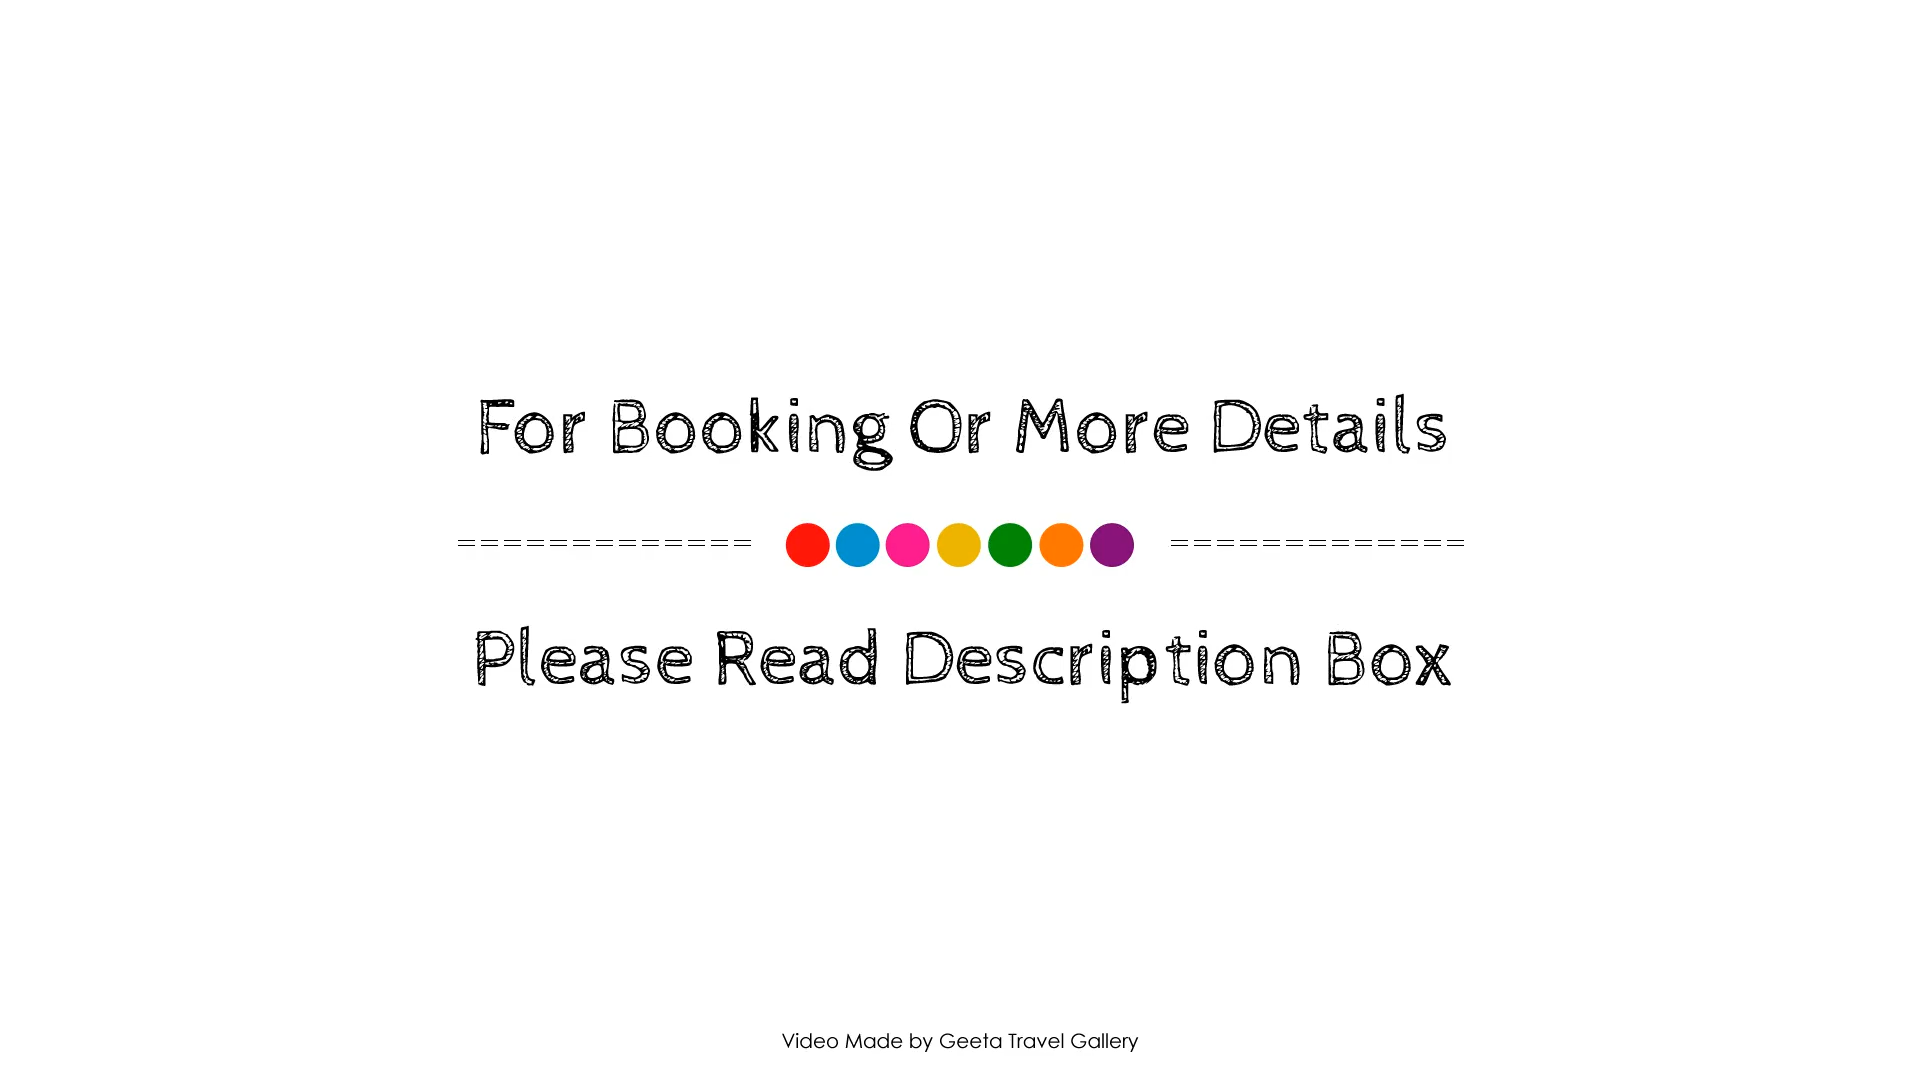 For Booking Or More Details
============= =============
Please Read Description Box
Video Made by Geeta Travel Gallery